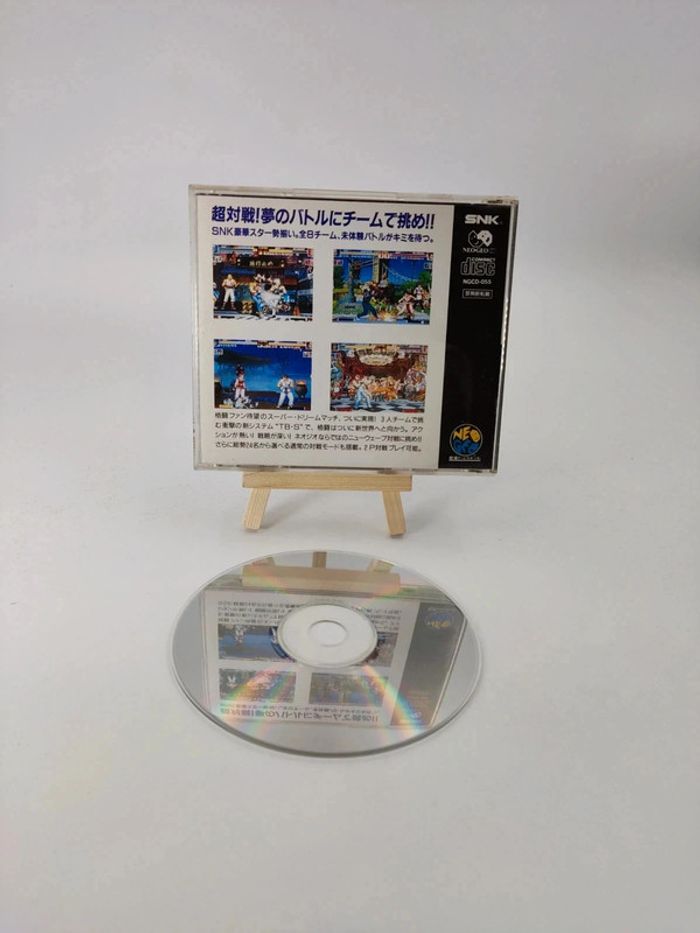 超対戦!夢のバトルにチームで挑め!!
SNK豪華スター勢揃い。全8チーム、未体験バトルがキミを待つ。
格闘ファン待望のスーパー・ドリームマッチ、ついに実現! 3人チームで挑
む衝撃の新システム“TB-S”で、格闘はついに新世界へと向かう。アク
ションが熱い! 戦略が深い! ネオジオならではのニューウェーブ対戦に挑め!!
さらに総勢24名から選べる通常の対戦モードも搭載。2P対戦プレイ可能。
SNK
NEOGEO
COMPACT
DISC
NGCD-055
禁無断転載
NEO
GEO